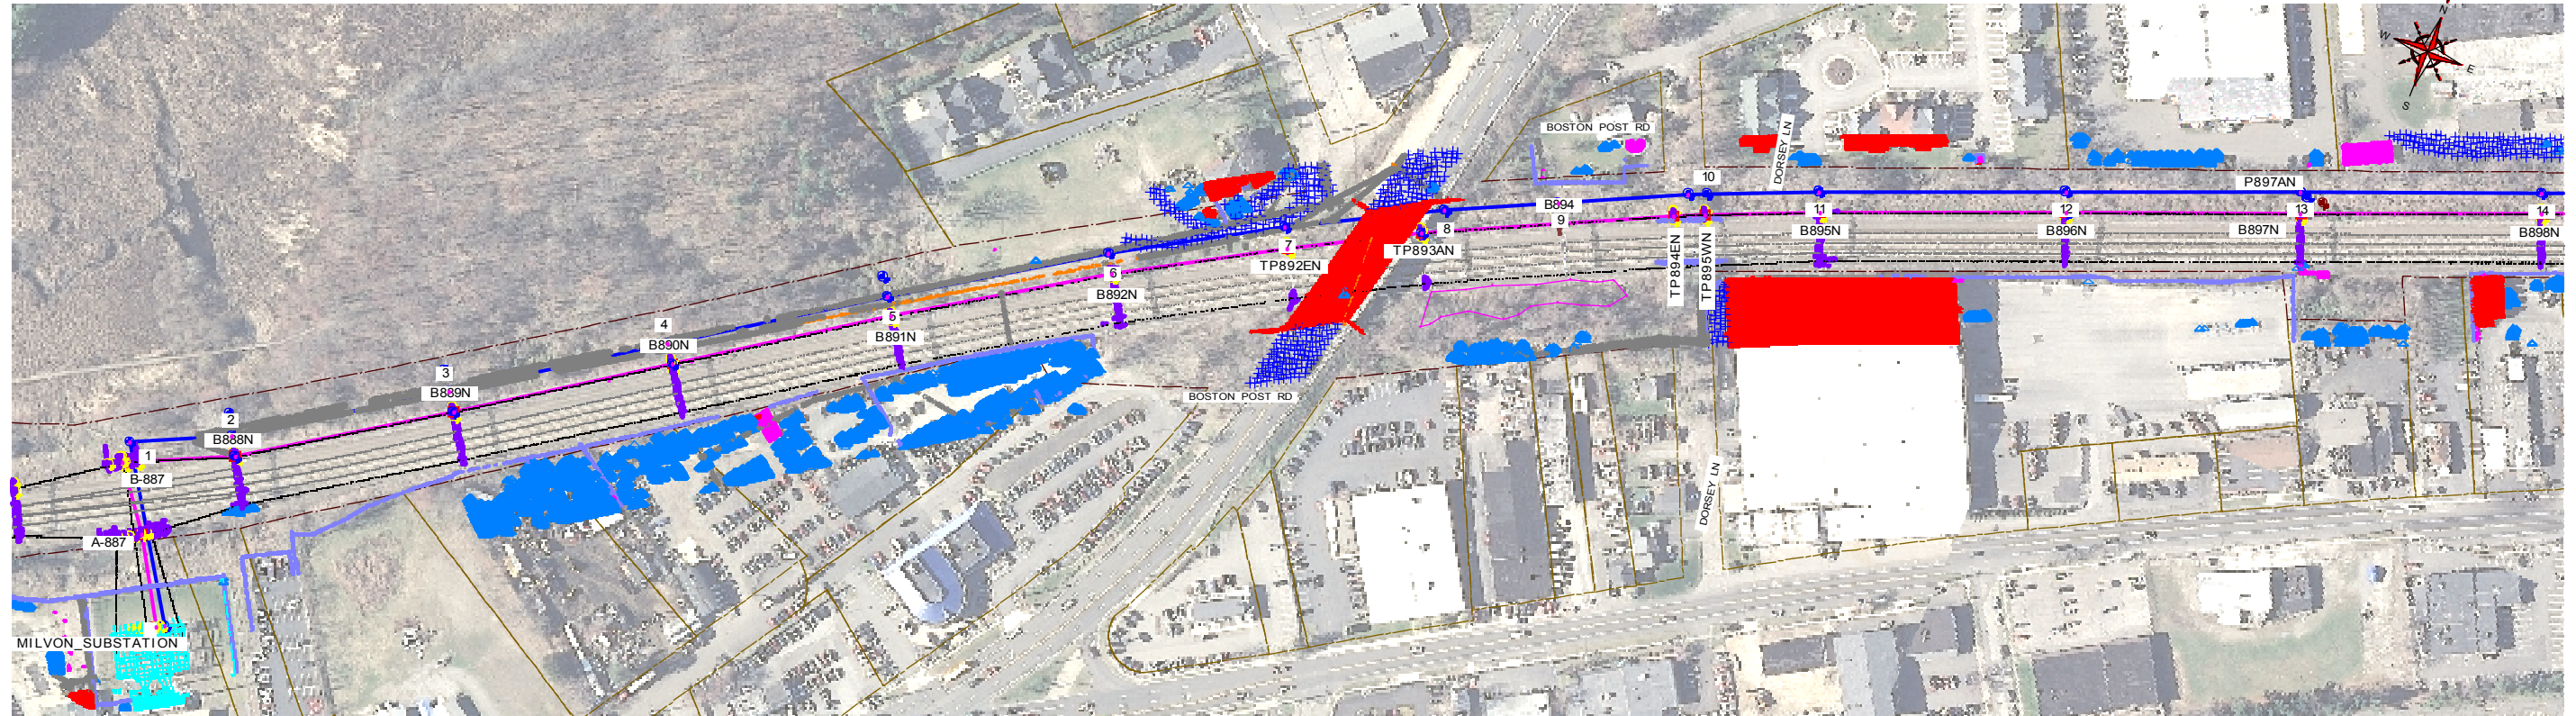 N
W
E
S
BOSTON POST RD
DORSEY LN
10
P897AN
B894
9
11
12
13
14
8
B895N
B896N
B897N
B898N
7
TP893AN
TP892EN
TP894EN
TP895WN
6
B892N
5
B891N
4
B890N
3
B889N
BOSTON POST RD
2
B888N
1
B-887
DORSEY LN
A-887
MILVON_SUBSTATION